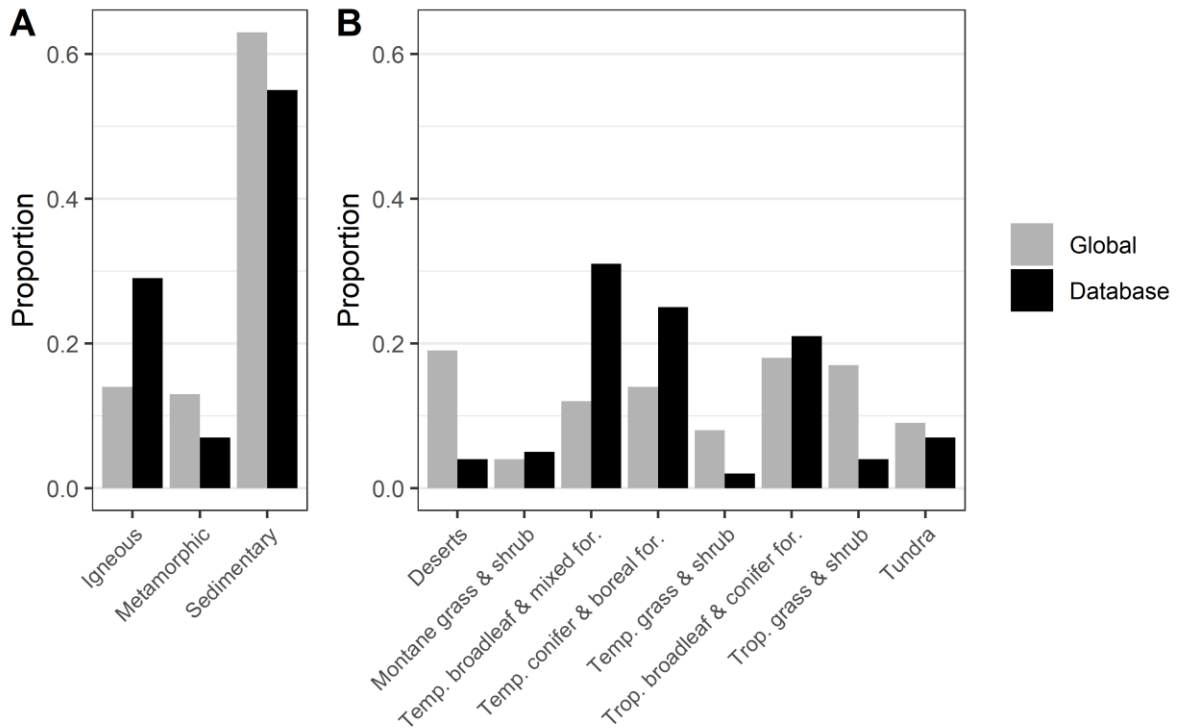 A
B
Proportion
0.6
0.4
0.2
0.0
Igneous
Metamorphic
Sedimentary
Proportion
0.6
0.4
0.2
0.0
Deserts
Montane grass & shrub
Temp. broadleaf & mixed for.
Temp. conifer & boreal for.
Temp. grass & shrub
Trop. broadleaf & conifer for.
Trop. grass & shrub
Tundra
Global
Database